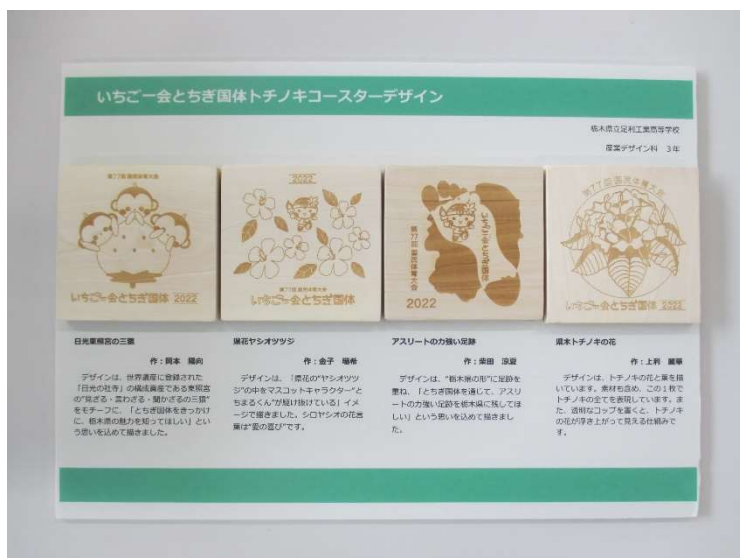 いちご一会とちぎ国体トチノキコースターデザイン
栃木県立足利工業高等学校
産業デザイン科 3年
第77回 国民体育大会
いちご一会とちぎ国体 2022
2022
第77回 国民体育大会
いちご一会とちぎ国体
第77回 国民体育大会
いちご一会とちぎ国体
2022
第77回国民体育大会
いちご一会とちぎ国体 2022
日光東照宮の三猿
作：岡本 陽向
デザインは、世界遺産に登録された
「日光の社寺」の構成資産である東照宮
の"見ざる・言わざる・聞かざるの三猿"
をモチーフに、「とちぎ国体をきっかけ
に、栃木県の魅力を知ってほしい」とい
う思いを込めて描きました。
県花ヤシオツツジ
作：金子 瑞希
デザインは、「県花の"ヤシオツツ
ジ"の中をマスコットキャラクター"と
ちまるくん"が駆け抜けている」イメ
ージで描きました。シロヤシオの花言
葉は"愛の喜び"です。
アスリートの力強い足跡
作：柴田 涼夏
デザインは、"栃木県の形"に足跡を
重ね、「とちぎ国体を通じて、アスリ
ートの力強い足跡を栃木県に残してほ
しい」という思いを込めて描きまし
た。
県木トチノキの花
作：上 麗華
デザインは、トチノキの花と葉を描
いています。素材も含め、この1枚で
トチノキの全てを表現しています。ま
た、透明なコップを置くと、トチノキ
の花が浮き上がって見える仕組みで
す。